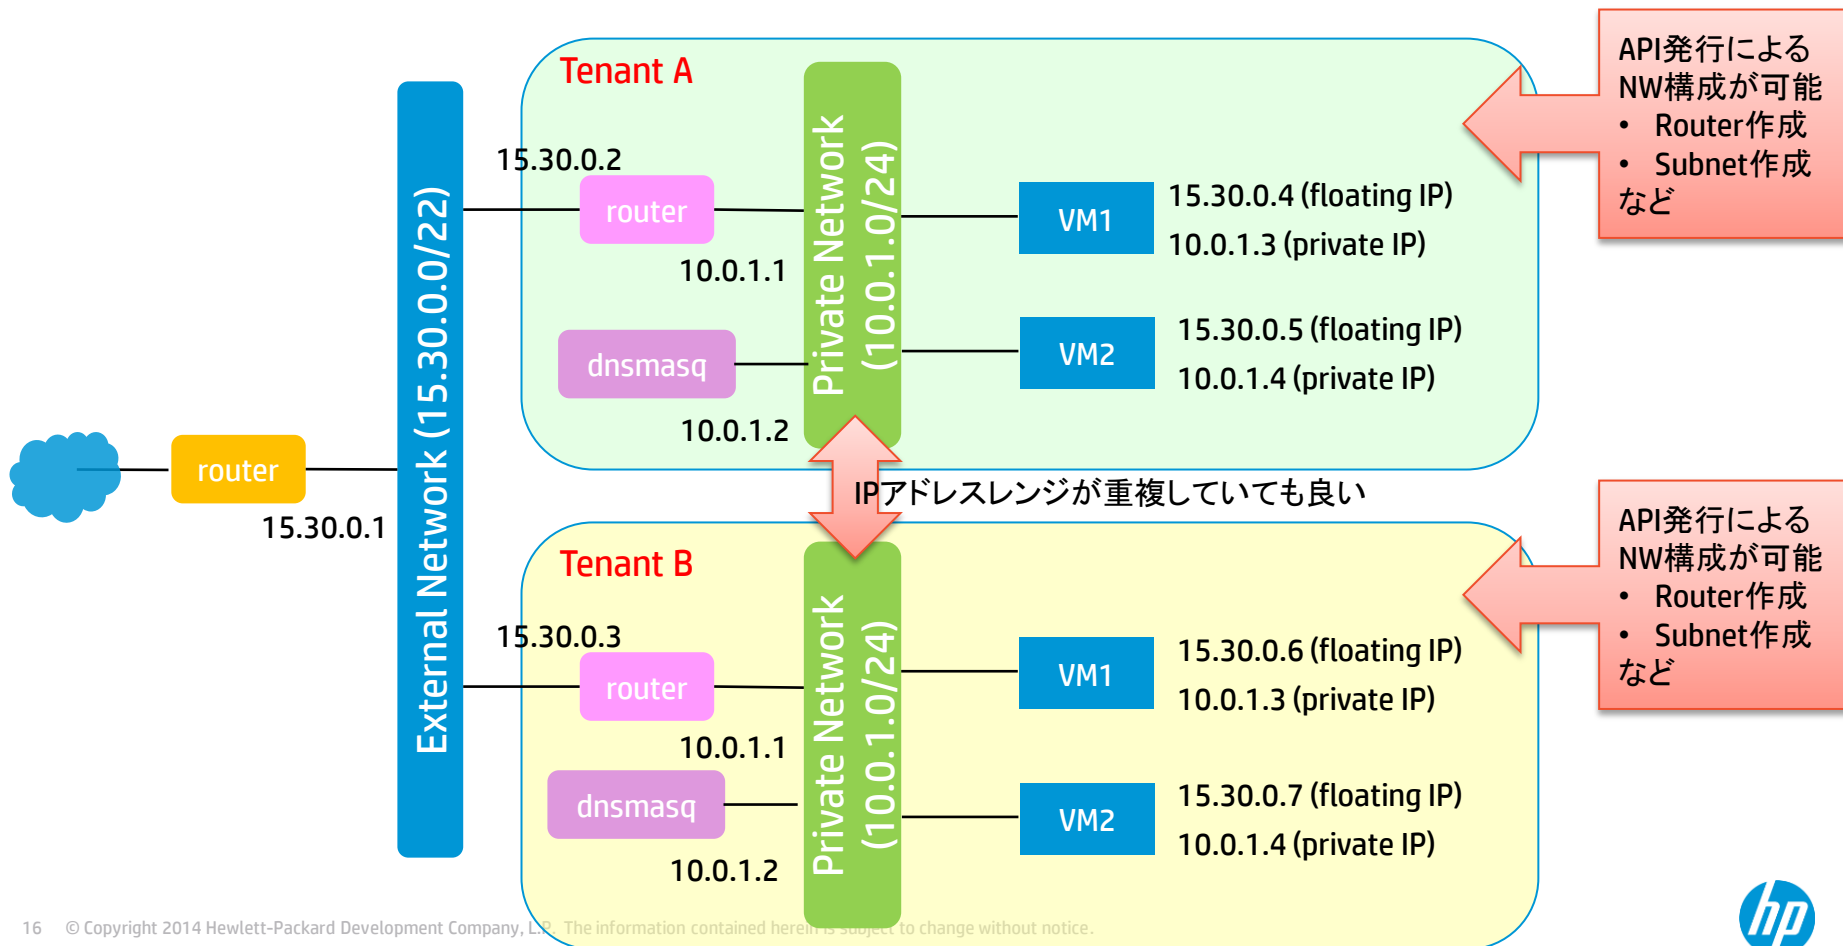 Tenant A
15.30.0.2
router
10.0.1.1
dnsmasq
10.0.1.2
Private Network
(10.0.1.0/24)
VM1
15.30.0.4 (floating IP)
10.0.1.3 (private IP)
VM2
15.30.0.5 (floating IP)
10.0.1.4 (private IP)
API発行による
NW構成が可能
• Router作成
• Subnet作成
など
router
15.30.0.1
External Network (15.30.0.0/22)
IPアドレスレンジが重複していても良い
Tenant B
15.30.0.3
router
10.0.1.1
dnsmasq
10.0.1.2
Private Network
(10.0.1.0/24)
VM1
15.30.0.6 (floating IP)
10.0.1.3 (private IP)
VM2
15.30.0.7 (floating IP)
10.0.1.4 (private IP)
API発行による
NW構成が可能
• Router作成
• Subnet作成
など
16 © Copyright 2014 Hewlett-Packard Development Company, L.P. The information contained herein is subject to change without notice.
hp